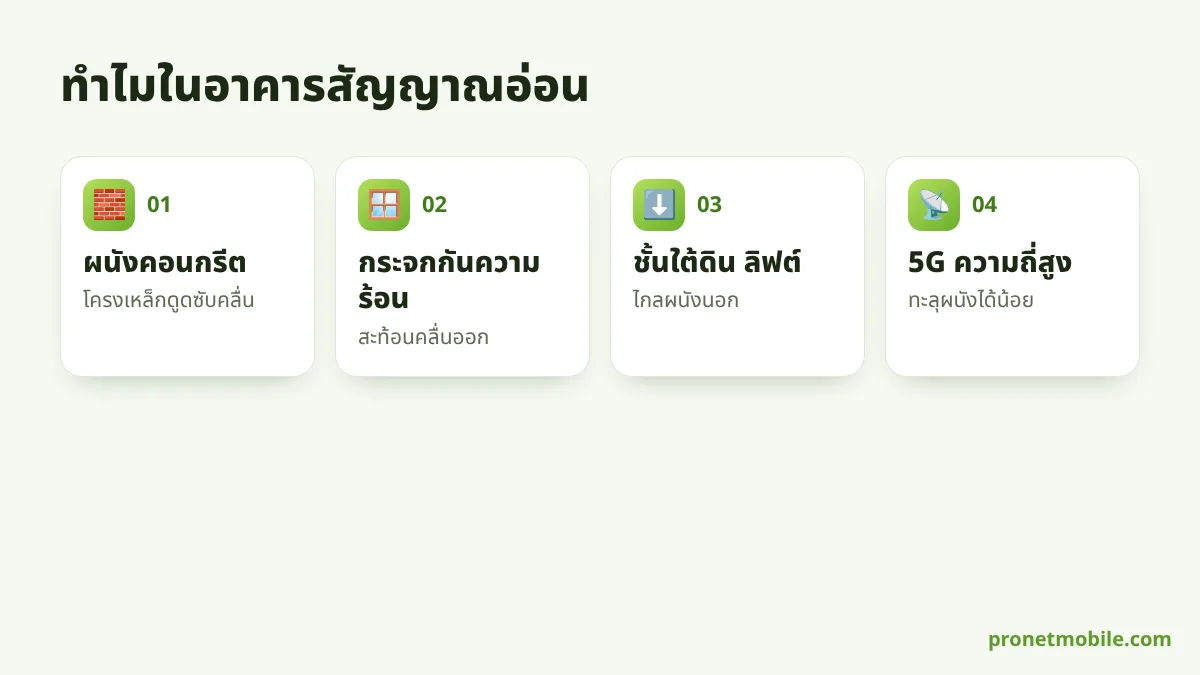 ทำไมในอาคารสัญญาณอ่อน
01
ผนังคอนกรีต
โครงเหล็กดูดซับคลื่น
02
กระจกกันความ
ร้อน
สะท้อนคลื่นออก
03
ชั้นใต้ดิน ลิฟต์
ไกลผนังนอก
04
5G ความถี่สูง
ทะลุผนังได้น้อย
pronetmobile.com